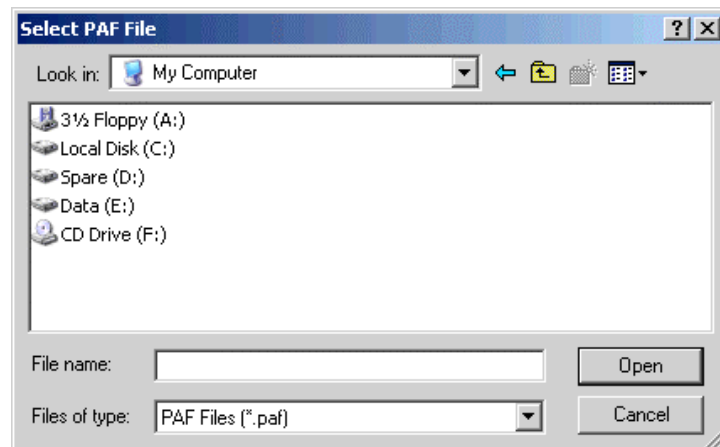 Select PAF File
Look in: My Computer
3½ Floppy (A:)
Local Disk (C:)
Spare (D:)
Data (E:)
CD Drive (F:)
File name: Open
Files of type: PAF Files (*.paf) Cancel